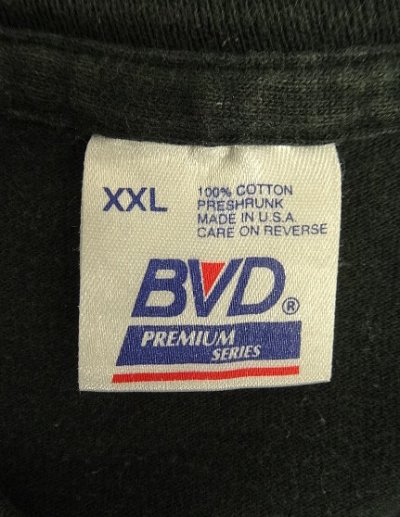 XXL
100% COTTON
PRESHRUNK
MADE IN U.S.A.
CARE ON REVERSE
BVD®
PREMIUM
SERIES